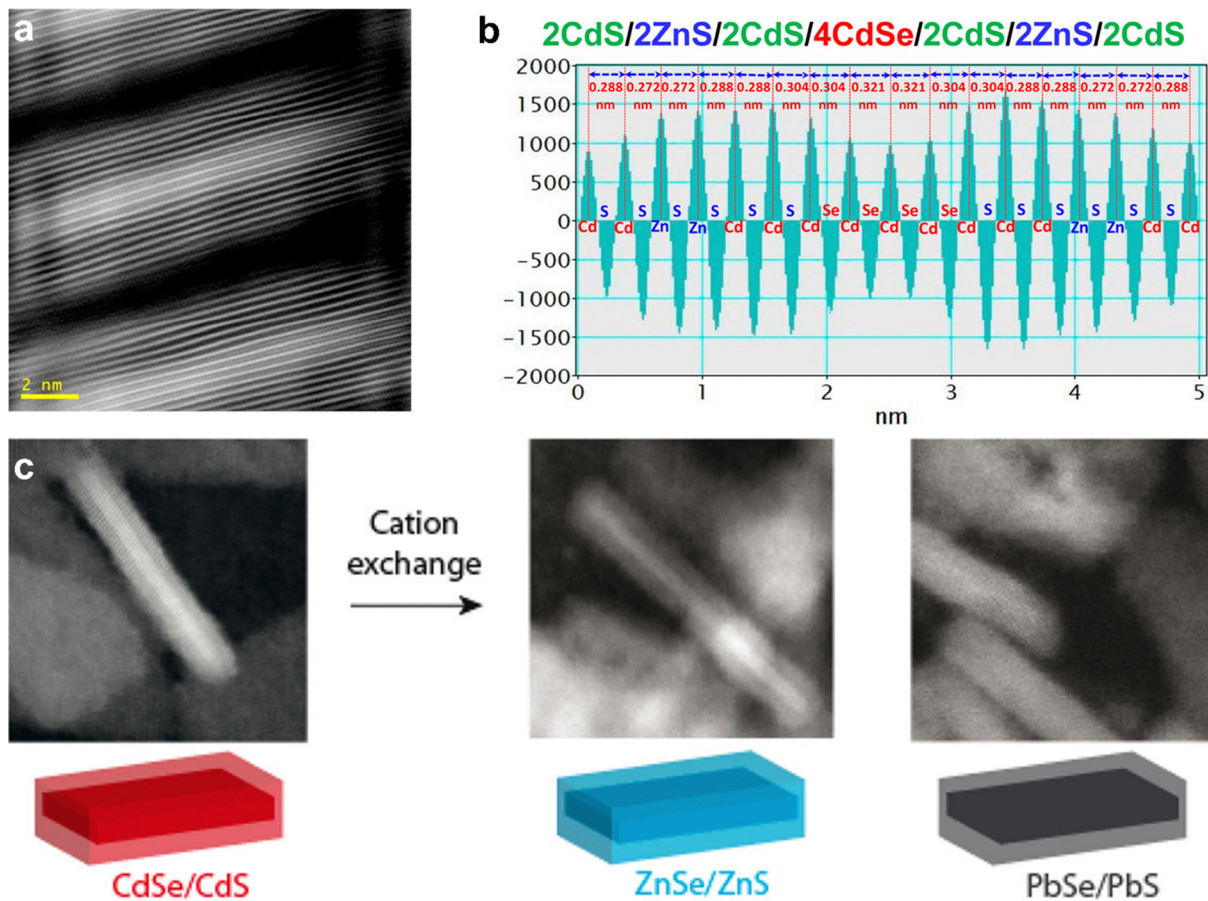 a
2 nm
b
2CdS/2ZnS/2CdS/4CdSe/2CdS/2ZnS/2CdS
2000
1500
1000
500
0
-500
-1000
-1500
-2000
0.288 0.272 0.272 0.288 0.288 0.304 0.304 0.321 0.321 0.304 0.304 0.288 0.288 0.272 0.272 0.288
nm nm nm nm nm nm nm nm nm nm nm nm nm nm nm nm
S S S S S S S Se Se Se Se S S S S S S
Cd Cd Zn Zn Cd Cd Cd Cd Cd Cd Cd Cd Cd Zn Zn Cd Cd
0 1 2 3 4 5
nm
c
Cation
exchange
CdSe/CdS
ZnSe/ZnS
PbSe/PbS